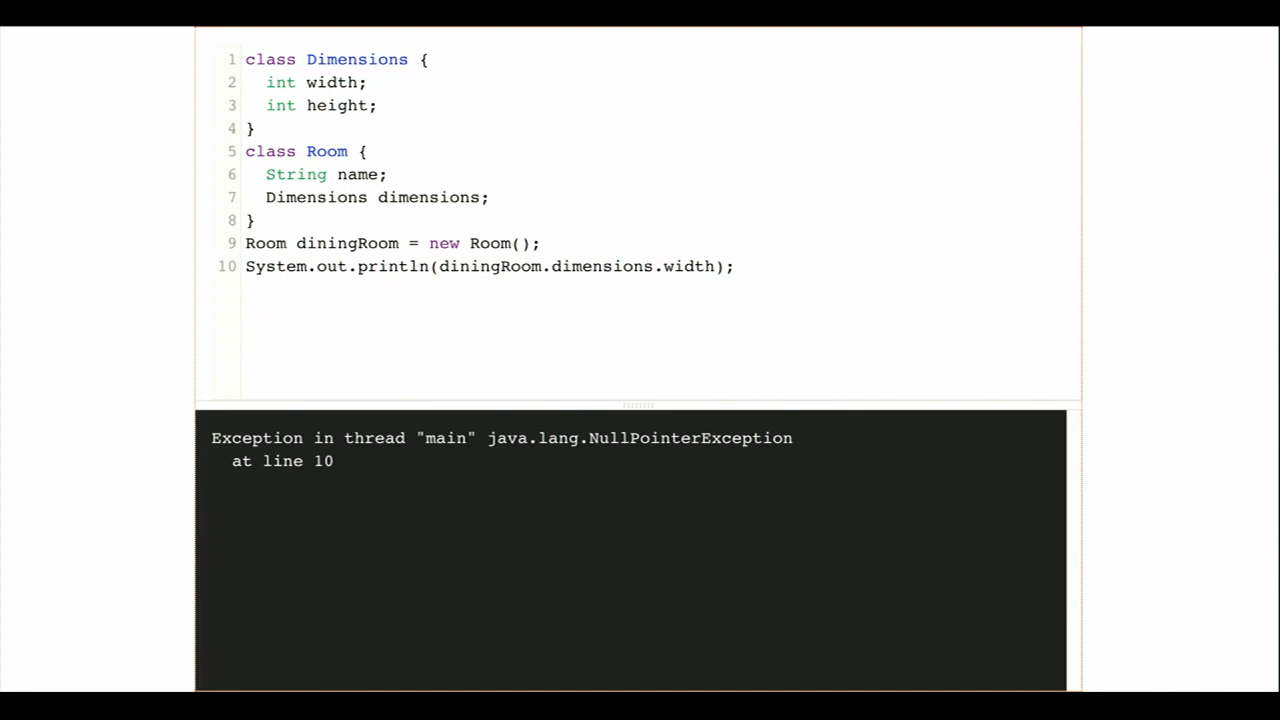 1 class Dimensions {
2   int width;
3   int height;
4 }
5 class Room {
6   String name;
7   Dimensions dimensions;
8 }
9 Room diningRoom = new Room();
10 System.out.println(diningRoom.dimensions.width);
Exception in thread "main" java.lang.NullPointerException
  at line 10